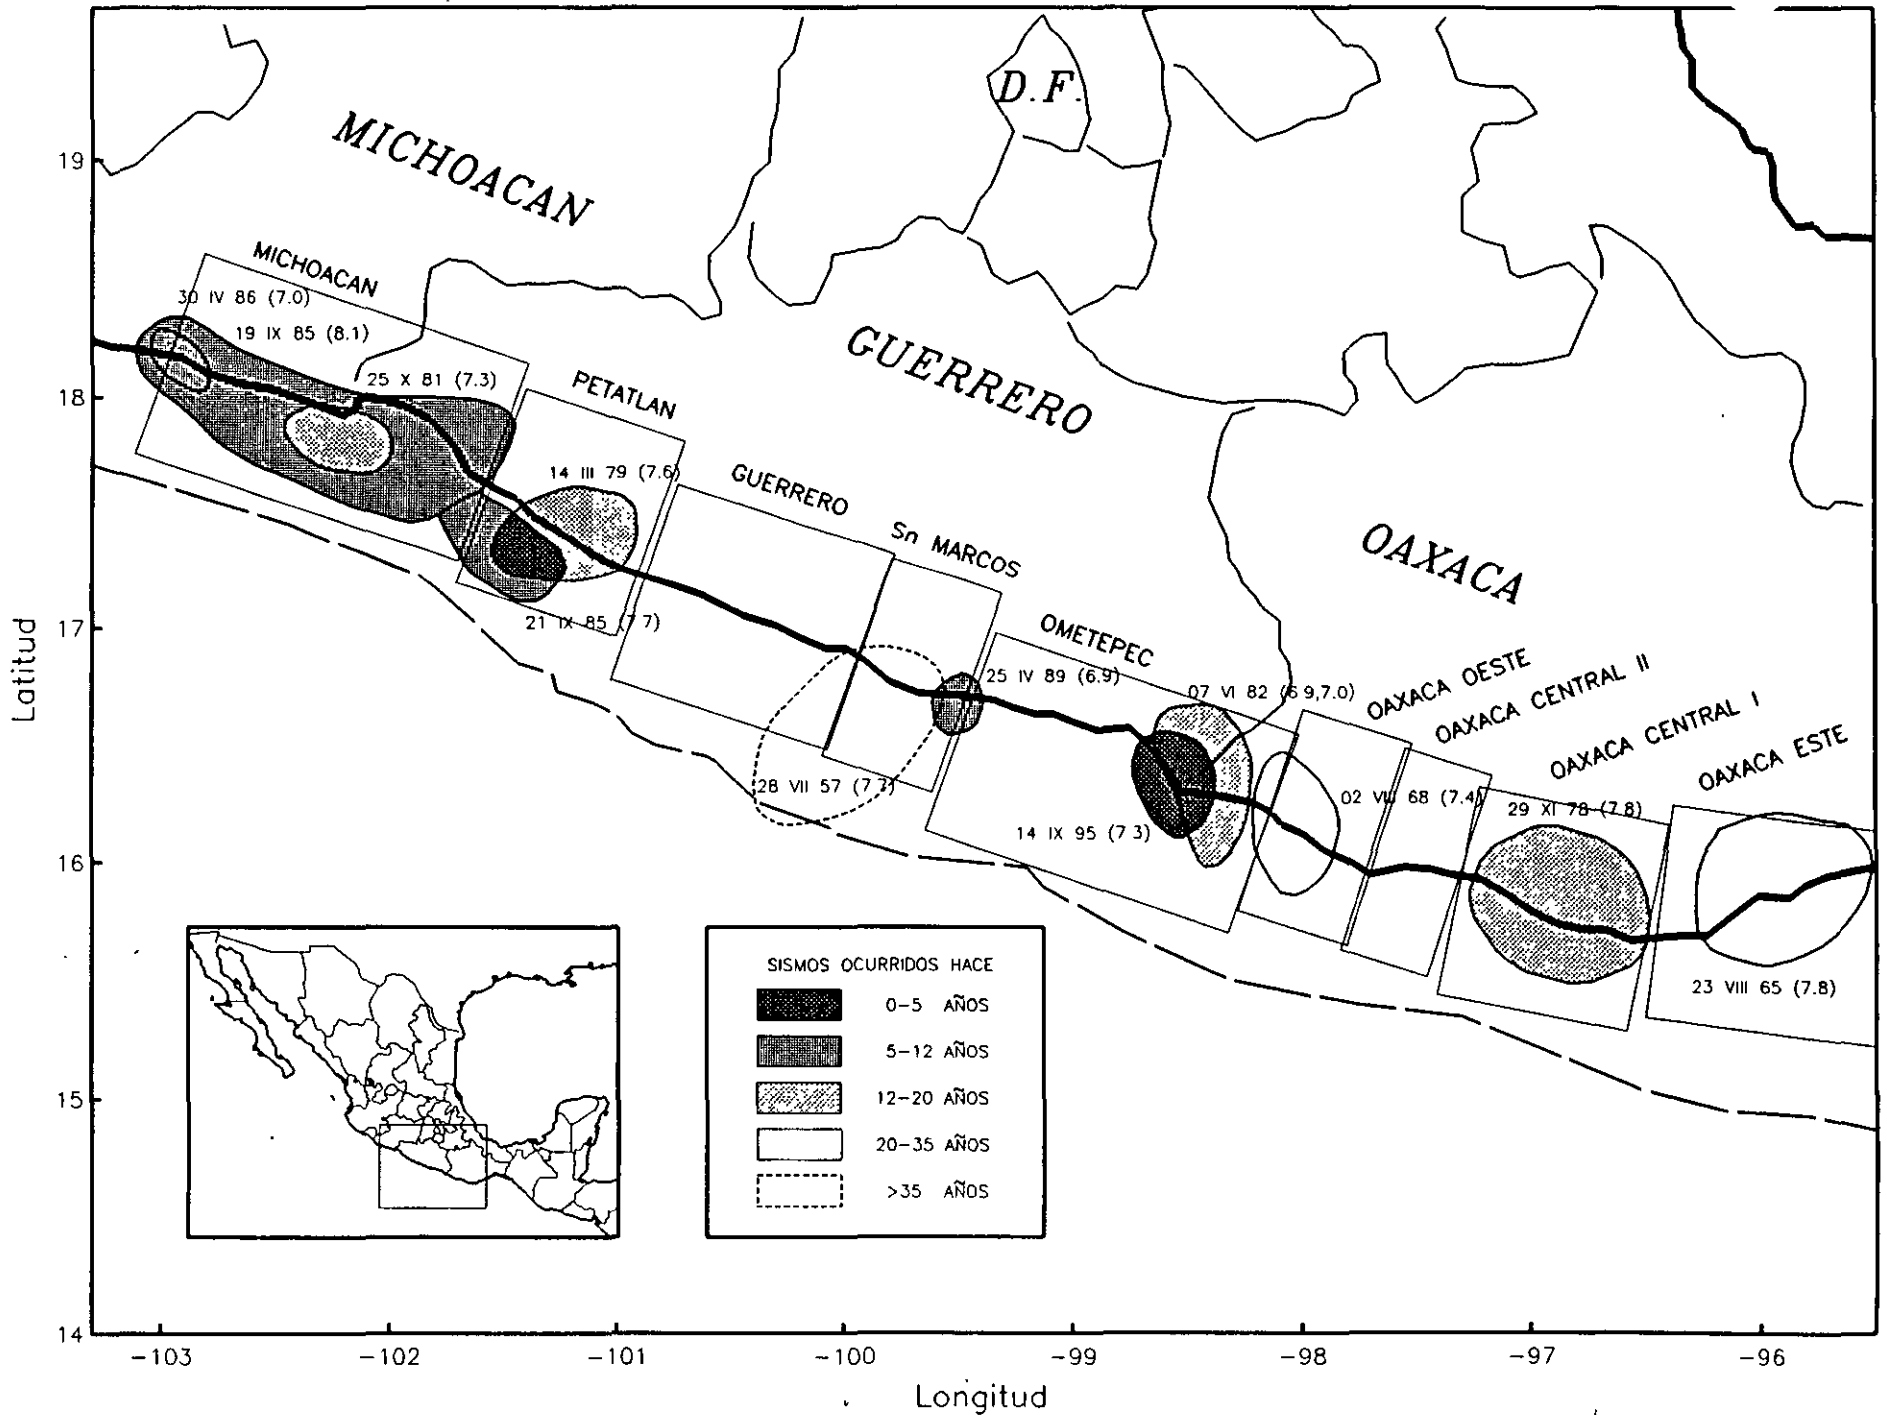 D.F.
MICHOACAN
GUERRERO
OAXACA
MICHOACAN
30 IV 86 (7.0)
19 IX 85 (8.1)
25 X 81 (7.3)
PETATLAN
14 III 79 (7.6)
21 IX 85 (7 7)
GUERRERO
Sn MARCOS
28 VII 57 (7 7)
OMETEPEC
25 IV 89 (6.9)
07 VI 82 (6 9,7.0)
14 IX 95 (7 3)
OAXACA OESTE
OAXACA CENTRAL II
OAXACA CENTRAL I
OAXACA ESTE
02 VIII 68 (7.4)
29 XI 78 (7.8)
23 VIII 65 (7.8)
SISMOS OCURRIDOS HACE
0-5 AÑOS
5-12 AÑOS
12-20 AÑOS
20-35 AÑOS
>35 AÑOS
Latitud
19
18
17
16
15
14
-103
-102
-101
-100
-99
-98
-97
-96
Longitud